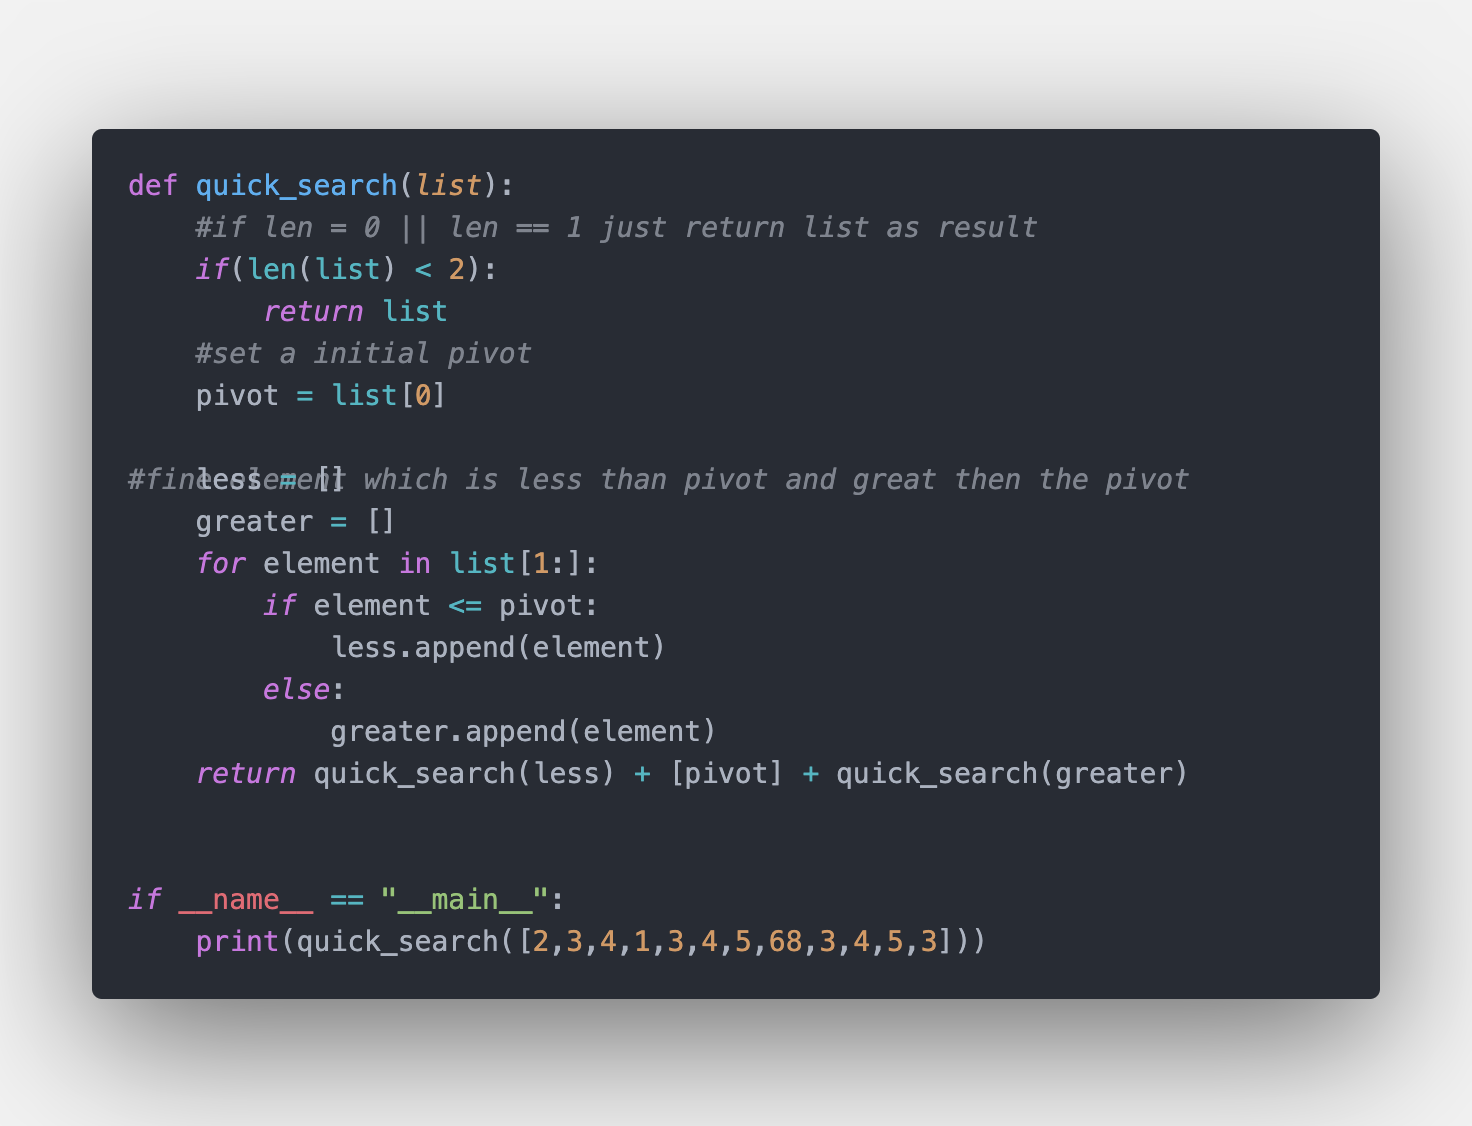 def quick_search(list):
    #if len = 0 || len == 1 just return list as result
    if(len(list) < 2):
        return list
    #set a initial pivot
    pivot = list[0]
#fine element which is less than pivot and great then the pivot
    less = []
    greater = []
    for element in list[1:]:
        if element <= pivot:
            less.append(element)
        else:
            greater.append(element)
    return quick_search(less) + [pivot] + quick_search(greater)
if __name__ == "__main__":
    print(quick_search([2,3,4,1,3,4,5,68,3,4,5,3]))